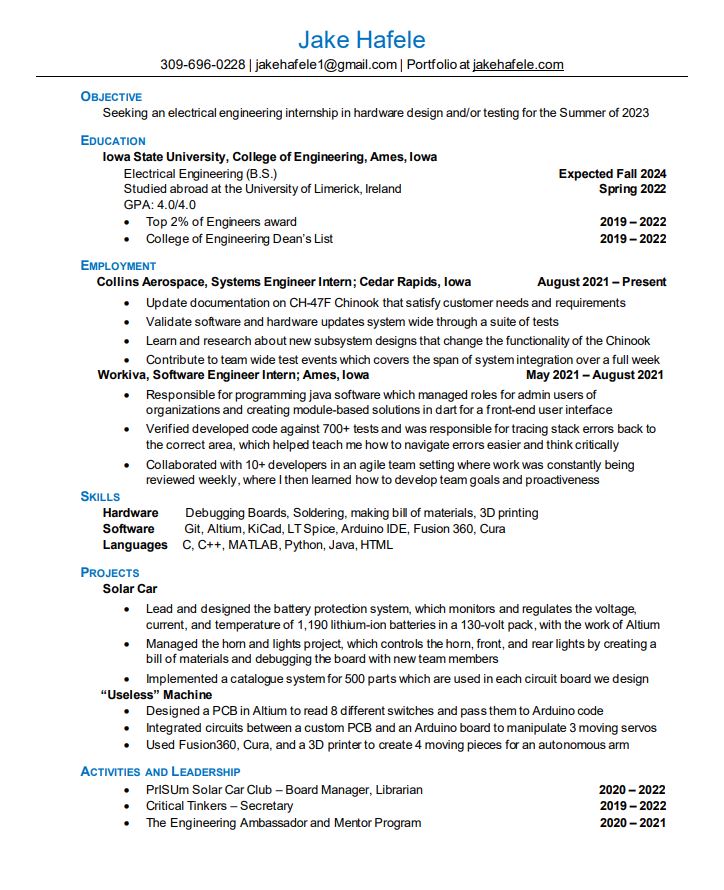 Jake Hafele
309-696-0228 | jakehafele1@gmail.com | Portfolio at jakehafele.com
OBJECTIVE
Seeking an electrical engineering internship in hardware design and/or testing for the Summer of 2023
EDUCATION
Iowa State University, College of Engineering, Ames, Iowa
Electrical Engineering (B.S.) Expected Fall 2024
Studied abroad at the University of Limerick, Ireland Spring 2022
GPA: 4.0/4.0
• Top 2% of Engineers award 2019 – 2022
• College of Engineering Dean's List 2019 – 2022
EMPLOYMENT
Collins Aerospace, Systems Engineer Intern; Cedar Rapids, Iowa August 2021 – Present
• Update documentation on CH-47F Chinook that satisfy customer needs and requirements
• Validate software and hardware updates system wide through a suite of tests
• Learn and research about new subsystem designs that change the functionality of the Chinook
• Contribute to team wide test events which covers the span of system integration over a full week
Workiva, Software Engineer Intern; Ames, Iowa May 2021 – August 2021
• Responsible for programming java software which managed roles for admin users of
organizations and creating module-based solutions in dart for a front-end user interface
• Verified developed code against 700+ tests and was responsible for tracing stack errors back to
the correct area, which helped teach me how to navigate errors easier and think critically
• Collaborated with 10+ developers in an agile team setting where work was constantly being
reviewed weekly, where I then learned how to develop team goals and proactiveness
SKILLS
Hardware Debugging Boards, Soldering, making bill of materials, 3D printing
Software Git, Altium, KiCad, LT Spice, Arduino IDE, Fusion 360, Cura
Languages C, C++, MATLAB, Python, Java, HTML
PROJECTS
Solar Car
• Lead and designed the battery protection system, which monitors and regulates the voltage,
current, and temperature of 1,190 lithium-ion batteries in a 130-volt pack, with the work of Altium
• Managed the horn and lights project, which controls the horn, front, and rear lights by creating a
bill of materials and debugging the board with new team members
• Implemented a catalogue system for 500 parts which are used in each circuit board we design
“Useless” Machine
• Designed a PCB in Altium to read 8 different switches and pass them to Arduino code
• Integrated circuits between a custom PCB and an Arduino board to manipulate 3 moving servos
• Used Fusion360, Cura, and a 3D printer to create 4 moving pieces for an autonomous arm
ACTIVITIES AND LEADERSHIP
• PrISUm Solar Car Club – Board Manager, Librarian 2020 – 2022
• Critical Tinkers – Secretary 2019 – 2022
• The Engineering Ambassador and Mentor Program 2020 – 2021